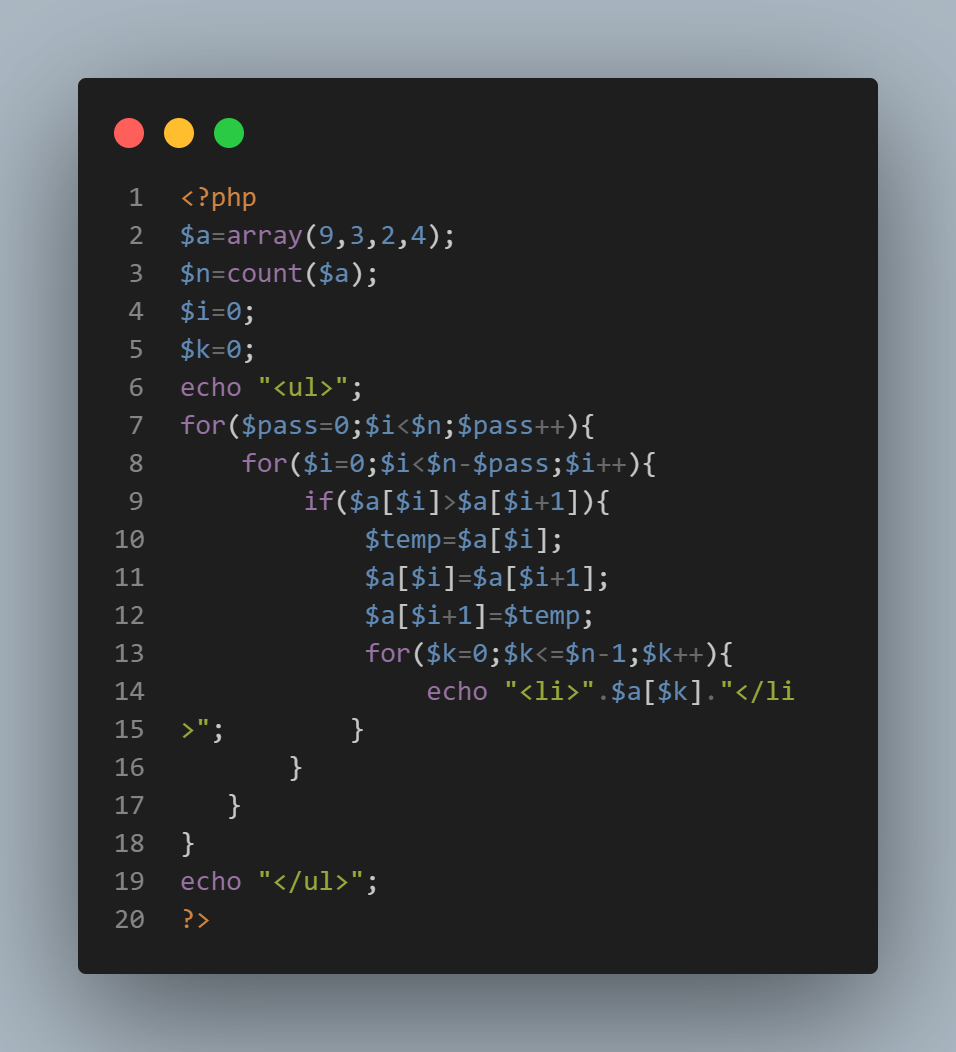 1 <?php
2 $a=array(9,3,2,4);
3 $n=count($a);
4 $i=0;
5 $k=0;
6 echo "<ul>";
7 for($pass=0;$i<$n;$pass++){
8     for($i=0;$i<$n-$pass;$i++){
9         if($a[$i]>$a[$i+1]){
10             $temp=$a[$i];
11             $a[$i]=$a[$i+1];
12             $a[$i+1]=$temp;
13             for($k=0;$k<=$n-1;$k++){
14                 echo "<li>".$a[$k]."</li
15 >";        }
16        }
17    }
18 }
19 echo "</ul>";
20 ?>